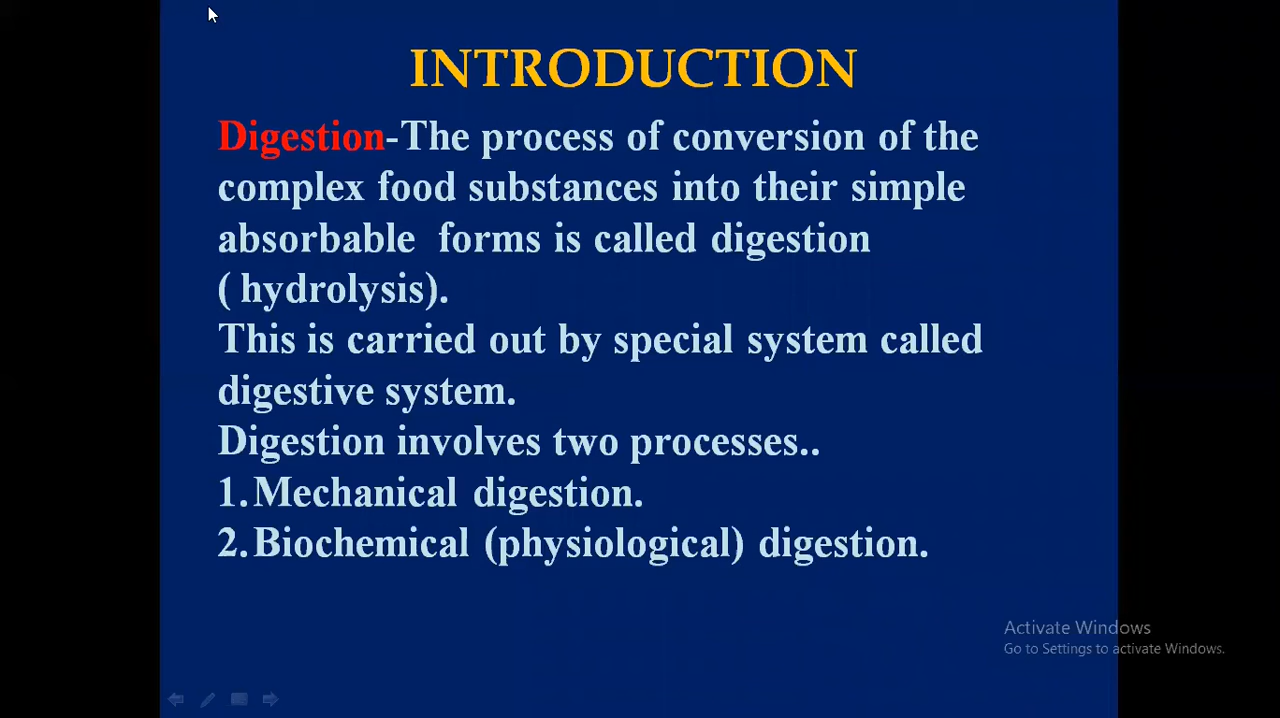 INTRODUCTION
Digestion-The process of conversion of the
complex food substances into their simple
absorbable forms is called digestion
( hydrolysis).
This is carried out by special system called
digestive system.
Digestion involves two processes..
1.Mechanical digestion.
2.Biochemical (physiological) digestion.
Activate Windows
Go to Settings to activate Windows.